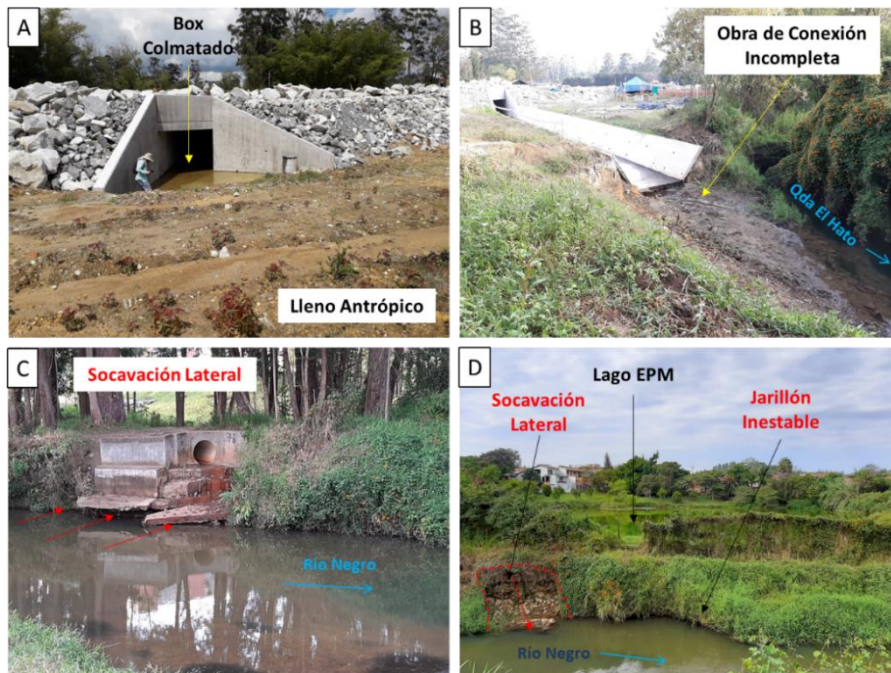 A
Box
Colmatado
Lleno Antrópico
B
Obra de Conexión
Incompleta
Qda El Hato
C
Socavación Lateral
Río Negro
D
Lago EPM
Socavación
Lateral
Jarillón
Inestable
Río Negro